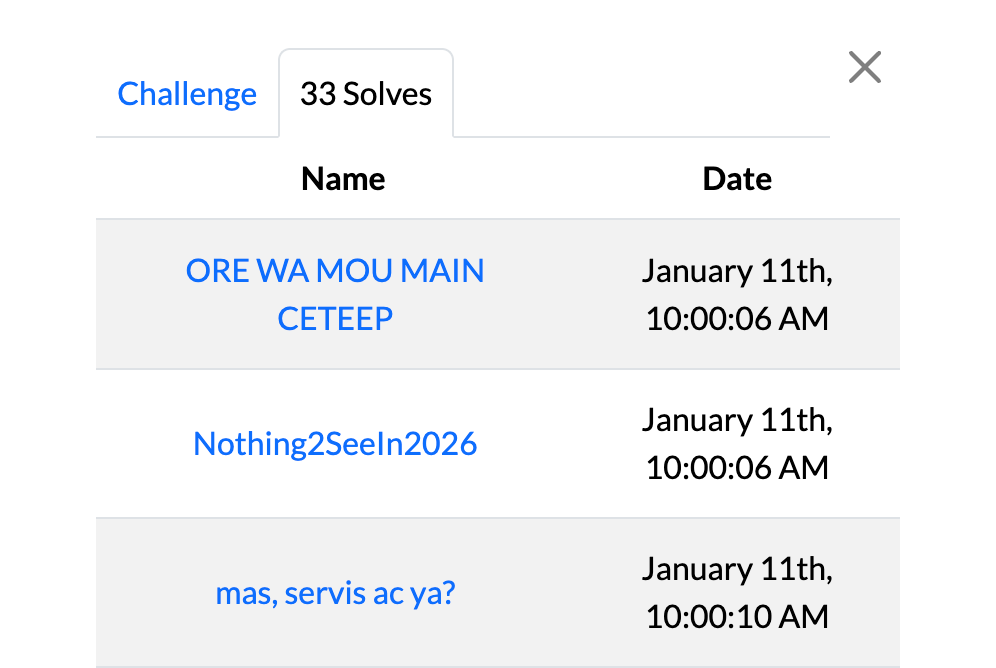 Challenge 33 Solves
Name Date
ORE WA MOU MAIN January 11th,
CETEEP 10:00:06 AM
Nothing2SeeIn2026 January 11th,
10:00:06 AM
mas, servis ac ya? January 11th,
10:00:10 AM